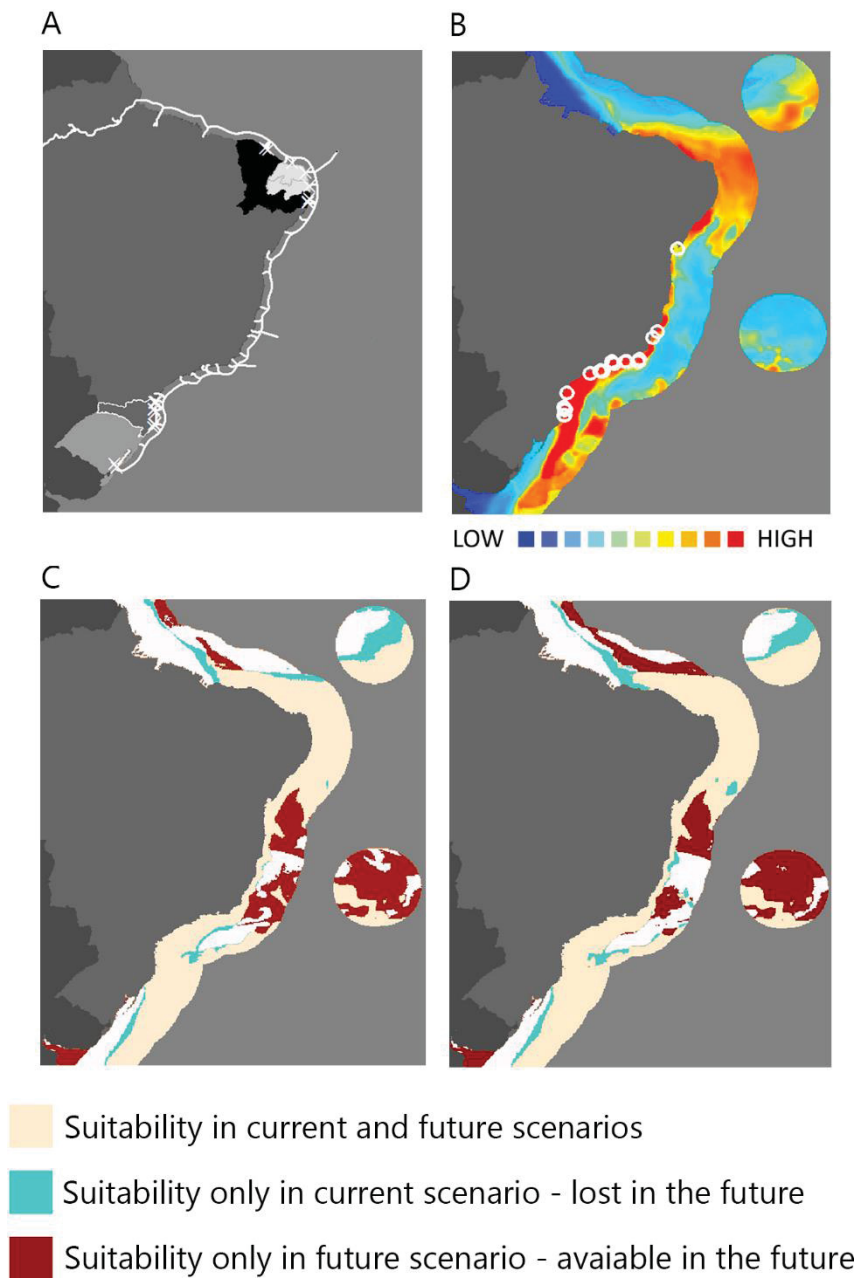 A
B
LOW HIGH
C
D
Suitability in current and future scenarios
Suitability only in current scenario - lost in the future
Suitability only in future scenario - avaiable in the future